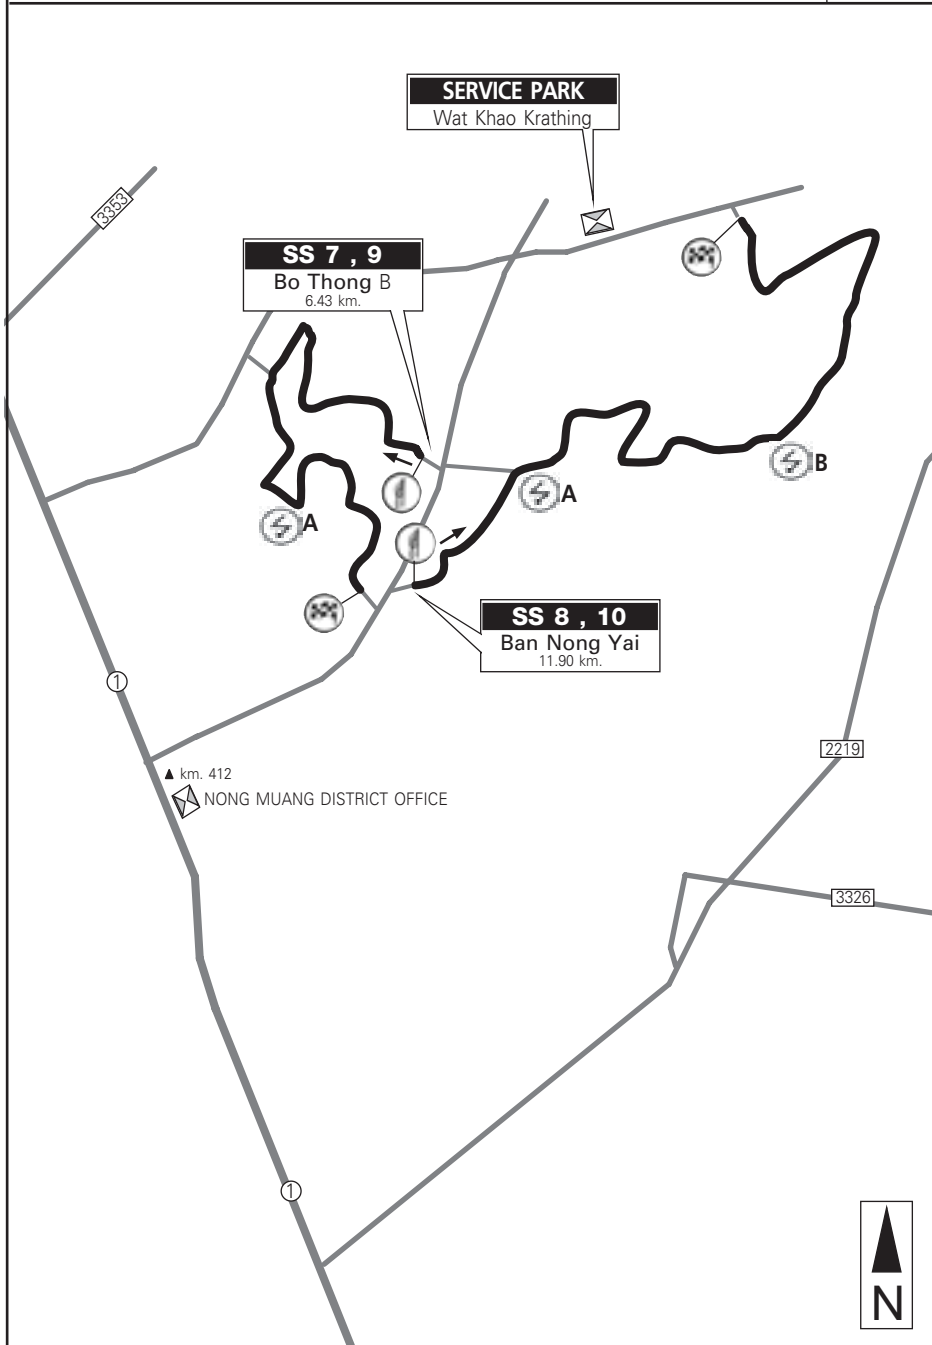 SERVICE PARK
Wat Khao Krathing
3353
SS 7 , 9
Bo Thong B
6.43 km.
B
A
A
SS 8 , 10
Ban Nong Yai
11.90 km.
1
2219
km. 412
NONG MUANG DISTRICT OFFICE
3326
1
N